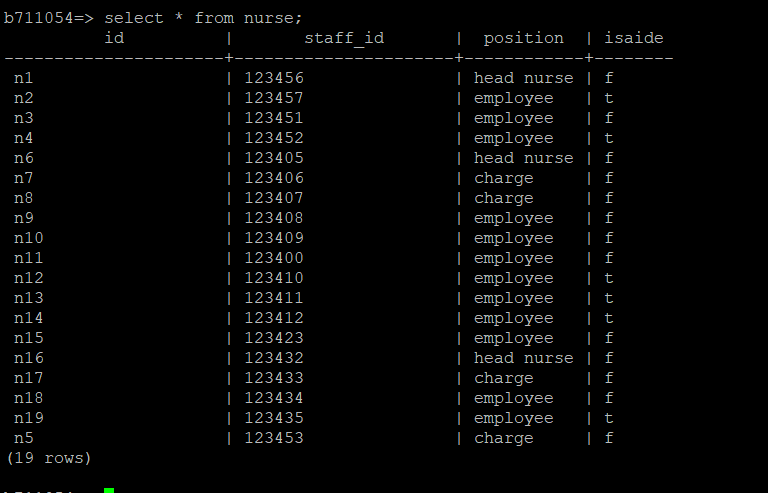 b711054=> select * from nurse;
          id           |       staff_id       |  position  | isaide
----------------------+----------------------+------------+--------
 n1                   | 123456               | head nurse | f
 n2                   | 123457               | employee   | t
 n3                   | 123451               | employee   | f
 n4                   | 123452               | employee   | t
 n6                   | 123405               | head nurse | f
 n7                   | 123406               | charge     | f
 n8                   | 123407               | charge     | f
 n9                   | 123408               | employee   | f
 n10                  | 123409               | employee   | f
 n11                  | 123400               | employee   | f
 n12                  | 123410               | employee   | t
 n13                  | 123411               | employee   | t
 n14                  | 123412               | employee   | t
 n15                  | 123423               | employee   | f
 n16                  | 123432               | head nurse | f
 n17                  | 123433               | charge     | f
 n18                  | 123434               | employee   | f
 n19                  | 123435               | employee   | t
 n5                   | 123453               | charge     | f
(19 rows)